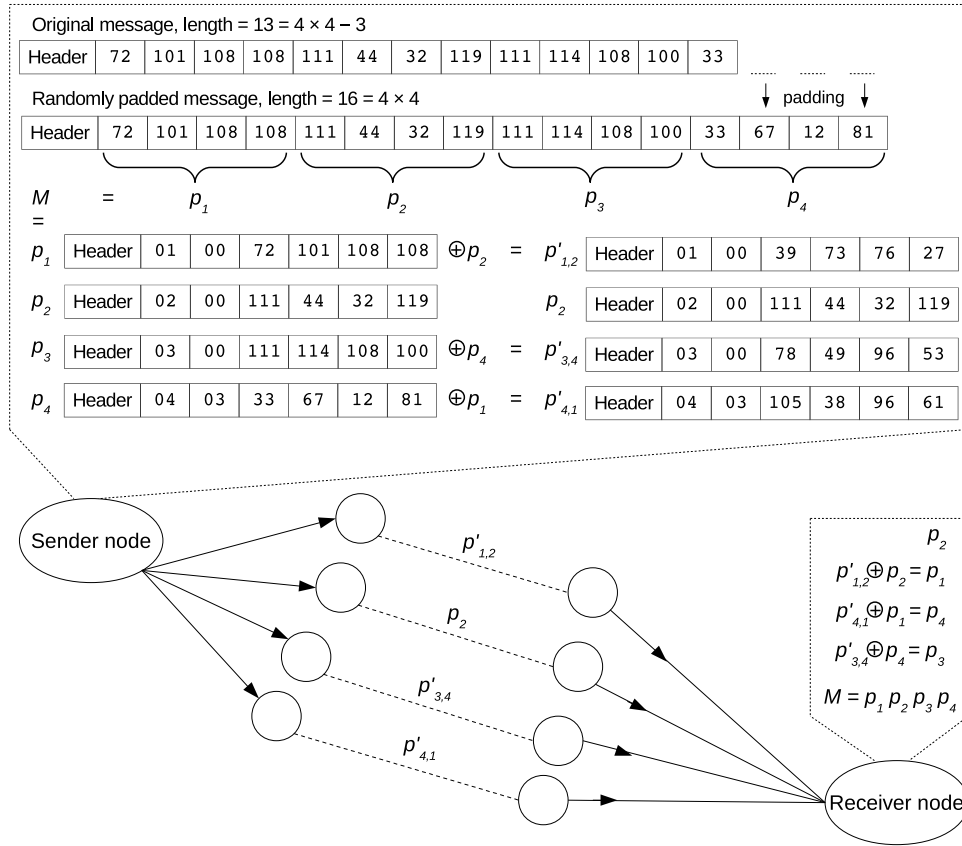 Original message, length = 13 = 4 × 4 – 3
Header 72 101 108 108 111 44 32 119 111 114 108 100 33
Randomly padded message, length = 16 = 4 × 4
padding
Header 72 101 108 108 111 44 32 119 111 114 108 100 33 67 12 81
M = p1 p2 p3 p4
=
p1 Header 01 00 72 101 108 108 ⊕p2 = p'1,2 Header 01 00 39 73 76 27
p2 Header 02 00 111 44 32 119 p2 Header 02 00 111 44 32 119
p3 Header 03 00 111 114 108 100 ⊕p4 = p'3,4 Header 03 00 78 49 96 53
p4 Header 04 03 33 67 12 81 ⊕p1 = p'4,1 Header 04 03 105 38 96 61
Sender node
p'1,2
p2
p'3,4
p'4,1
p2
p'1,2⊕p2 = p1
p'4,1⊕p1 = p4
p'3,4⊕p4 = p3
M = p1 p2 p3 p4
Receiver node